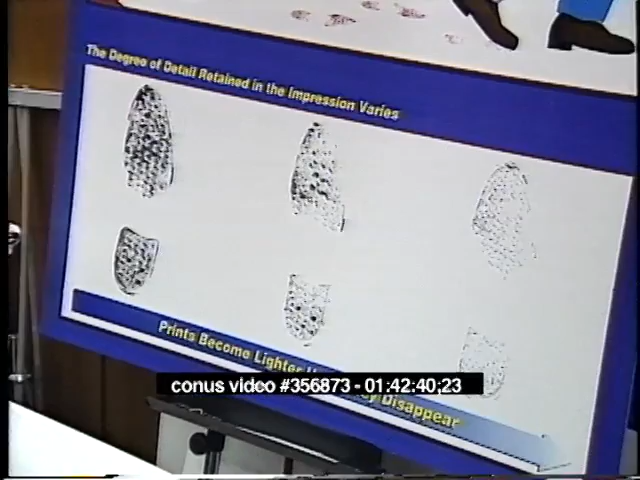 The Degree of Detail Retained in the Impression Varies
Prints Become Lighter Disappear
conus video #356873 - 01:42:40;23